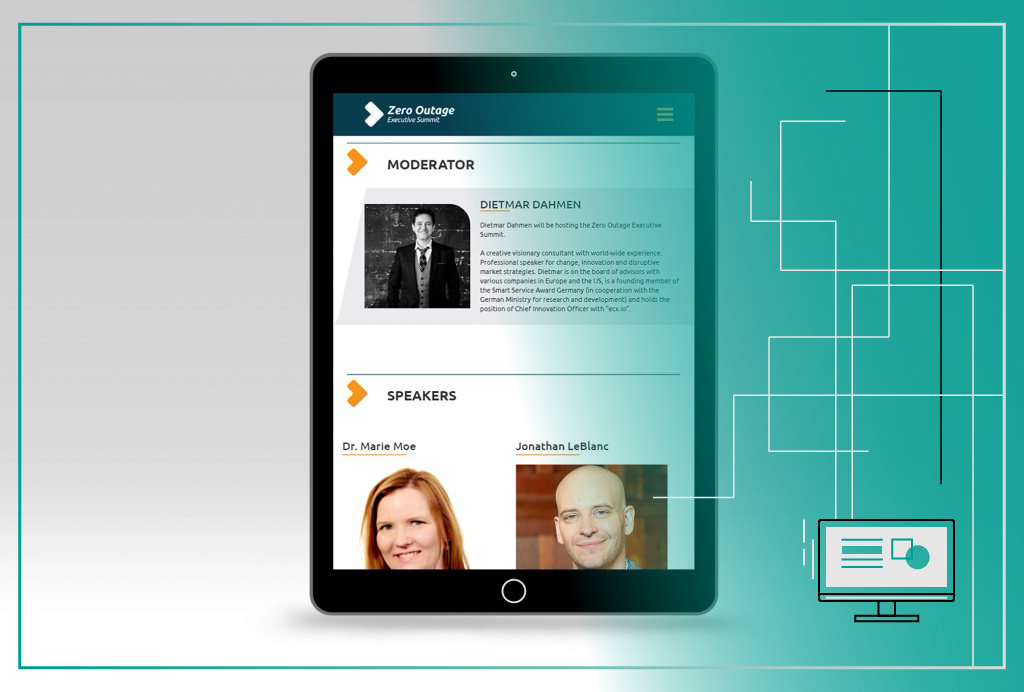 Zero Outage
Executive Summit
MODERATOR
DIETMAR DAHMEN
Dietmar Dahmen will be hosting the Zero Outage Executive
Summit.
A creative visionary consultant with world-wide experience.
Professional speaker for change, innovation and disruptive
market strategies. Dietmar is on the board of advisors with
various companies in Europe and the US, is a founding member of
the Smart Service Award Germany (in cooperation with the
German Ministry for research and development) and holds the
position of Chief Innovation Officer with "ecx.io".
SPEAKERS
Dr. Marie Moe
Jonathan LeBlanc